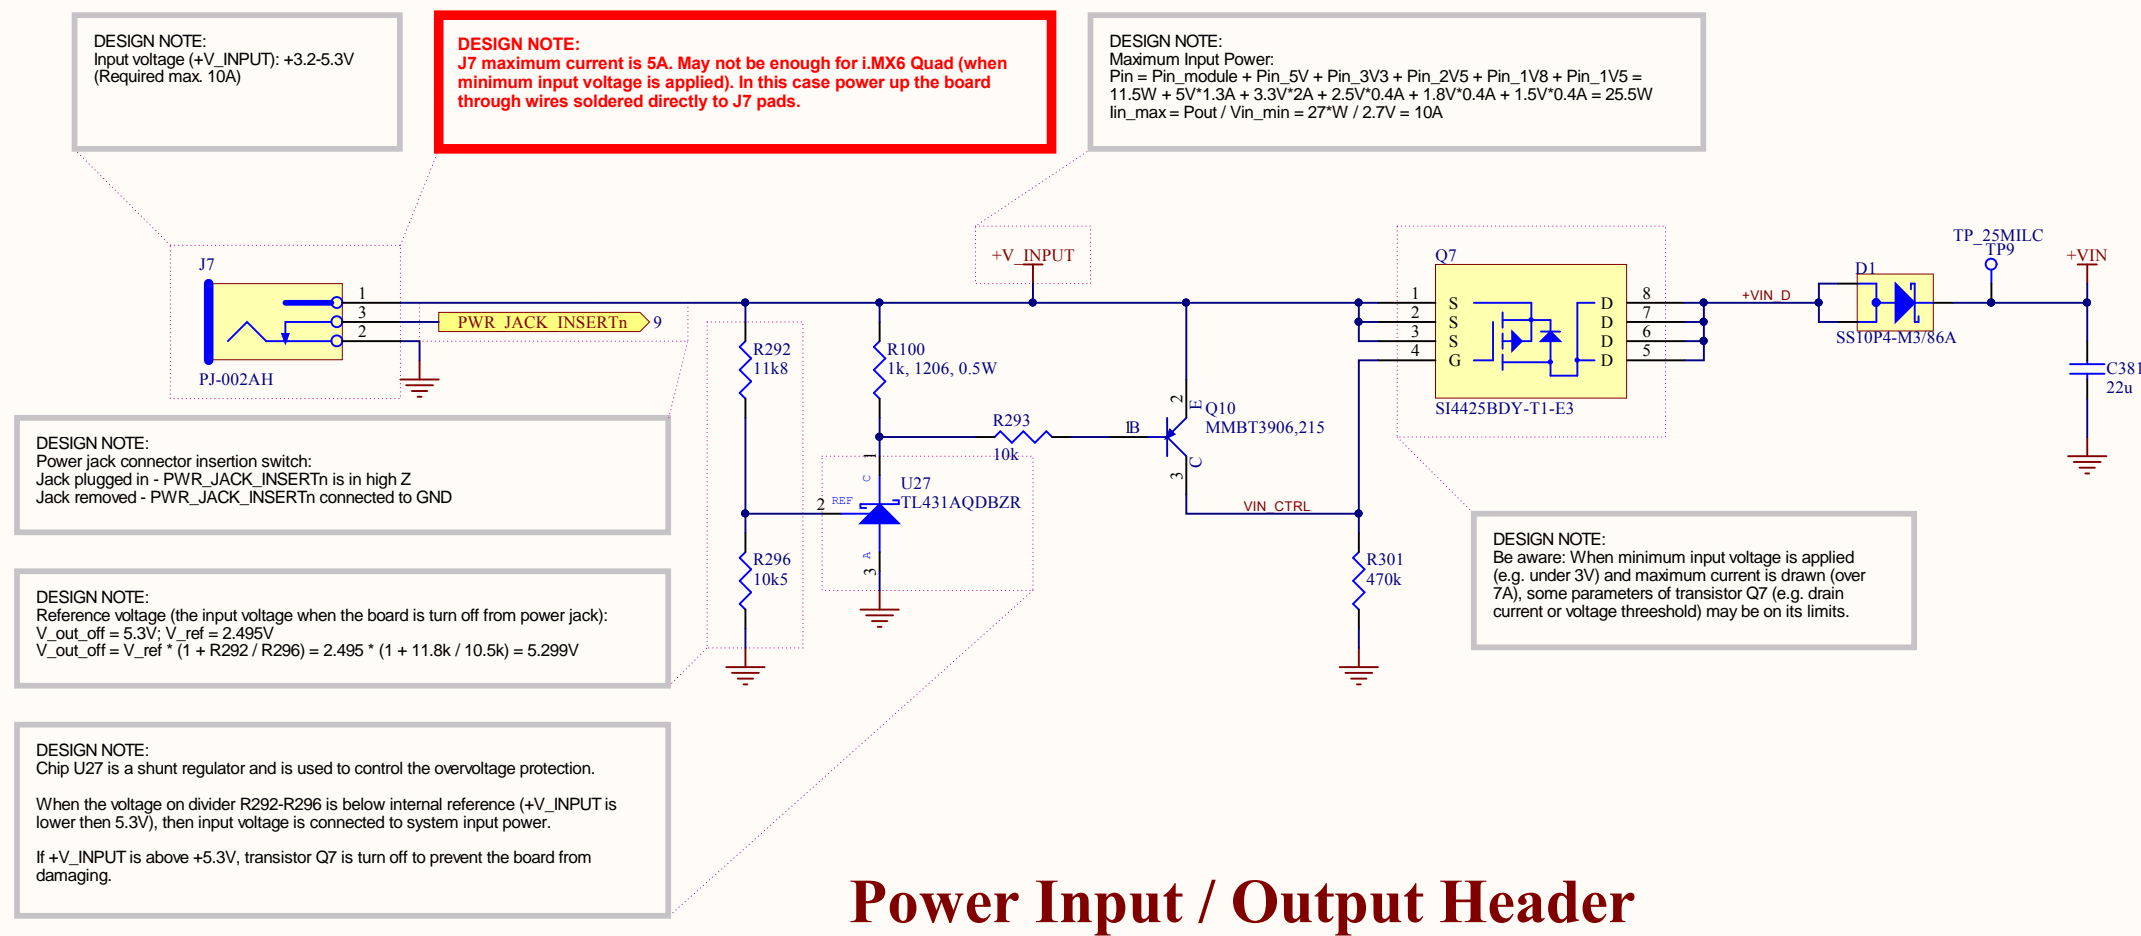 DESIGN NOTE:
Input voltage (+V_INPUT): +3.2-5.3V
(Required max. 10A)
DESIGN NOTE:
J7 maximum current is 5A. May not be enough for i.MX6 Quad (when
minimum input voltage is applied). In this case power up the board
through wires soldered directly to J7 pads.
DESIGN NOTE:
Maximum Input Power:
Pin = Pin_module + Pin_5V + Pin_3V3 + Pin_2V5 + Pin_1V8 + Pin_1V5 =
11.5W + 5V*1.3A + 3.3V*2A + 2.5V*0.4A + 1.8V*0.4A + 1.5V*0.4A = 25.5W
Iin_max = Pout / Vin_min = 27*W / 2.7V = 10A
J7
1
3
2
PJ-002AH
PWR_JACK_INSERTn 9
+V_INPUT
R292
11k8
R100
1k, 1206, 0.5W
R293
10k
1B
2
E
Q10
MMBT3906,215
C
3
VIN_CTRL
1
C
U27
TL431AQDBZR
2
REF
A
3
R296
10k5
R301
470k
Q7
1 S D 8
2 S D 7
3 S D 6
4 G D 5
SI4425BDY-T1-E3
+VIN_D
D1
SS10P4-M3/86A
TP_25MILC
TP9
+VIN
C381
22u
DESIGN NOTE:
Power jack connector insertion switch:
Jack plugged in - PWR_JACK_INSERTn is in high Z
Jack removed - PWR_JACK_INSERTn connected to GND
DESIGN NOTE:
Reference voltage (the input voltage when the board is turn off from power jack):
V_out_off = 5.3V; V_ref = 2.495V
V_out_off = V_ref * (1 + R292 / R296) = 2.495 * (1 + 11.8k / 10.5k) = 5.299V
DESIGN NOTE:
Chip U27 is a shunt regulator and is used to control the overvoltage protection.
When the voltage on divider R292-R296 is below internal reference (+V_INPUT is
lower then 5.3V), then input voltage is connected to system input power.
If +V_INPUT is above +5.3V, transistor Q7 is turn off to prevent the board from
damaging.
DESIGN NOTE:
Be aware: When minimum input voltage is applied
(e.g. under 3V) and maximum current is drawn (over
7A), some parameters of transistor Q7 (e.g. drain
current or voltage threeshold) may be on its limits.
Power Input / Output Header